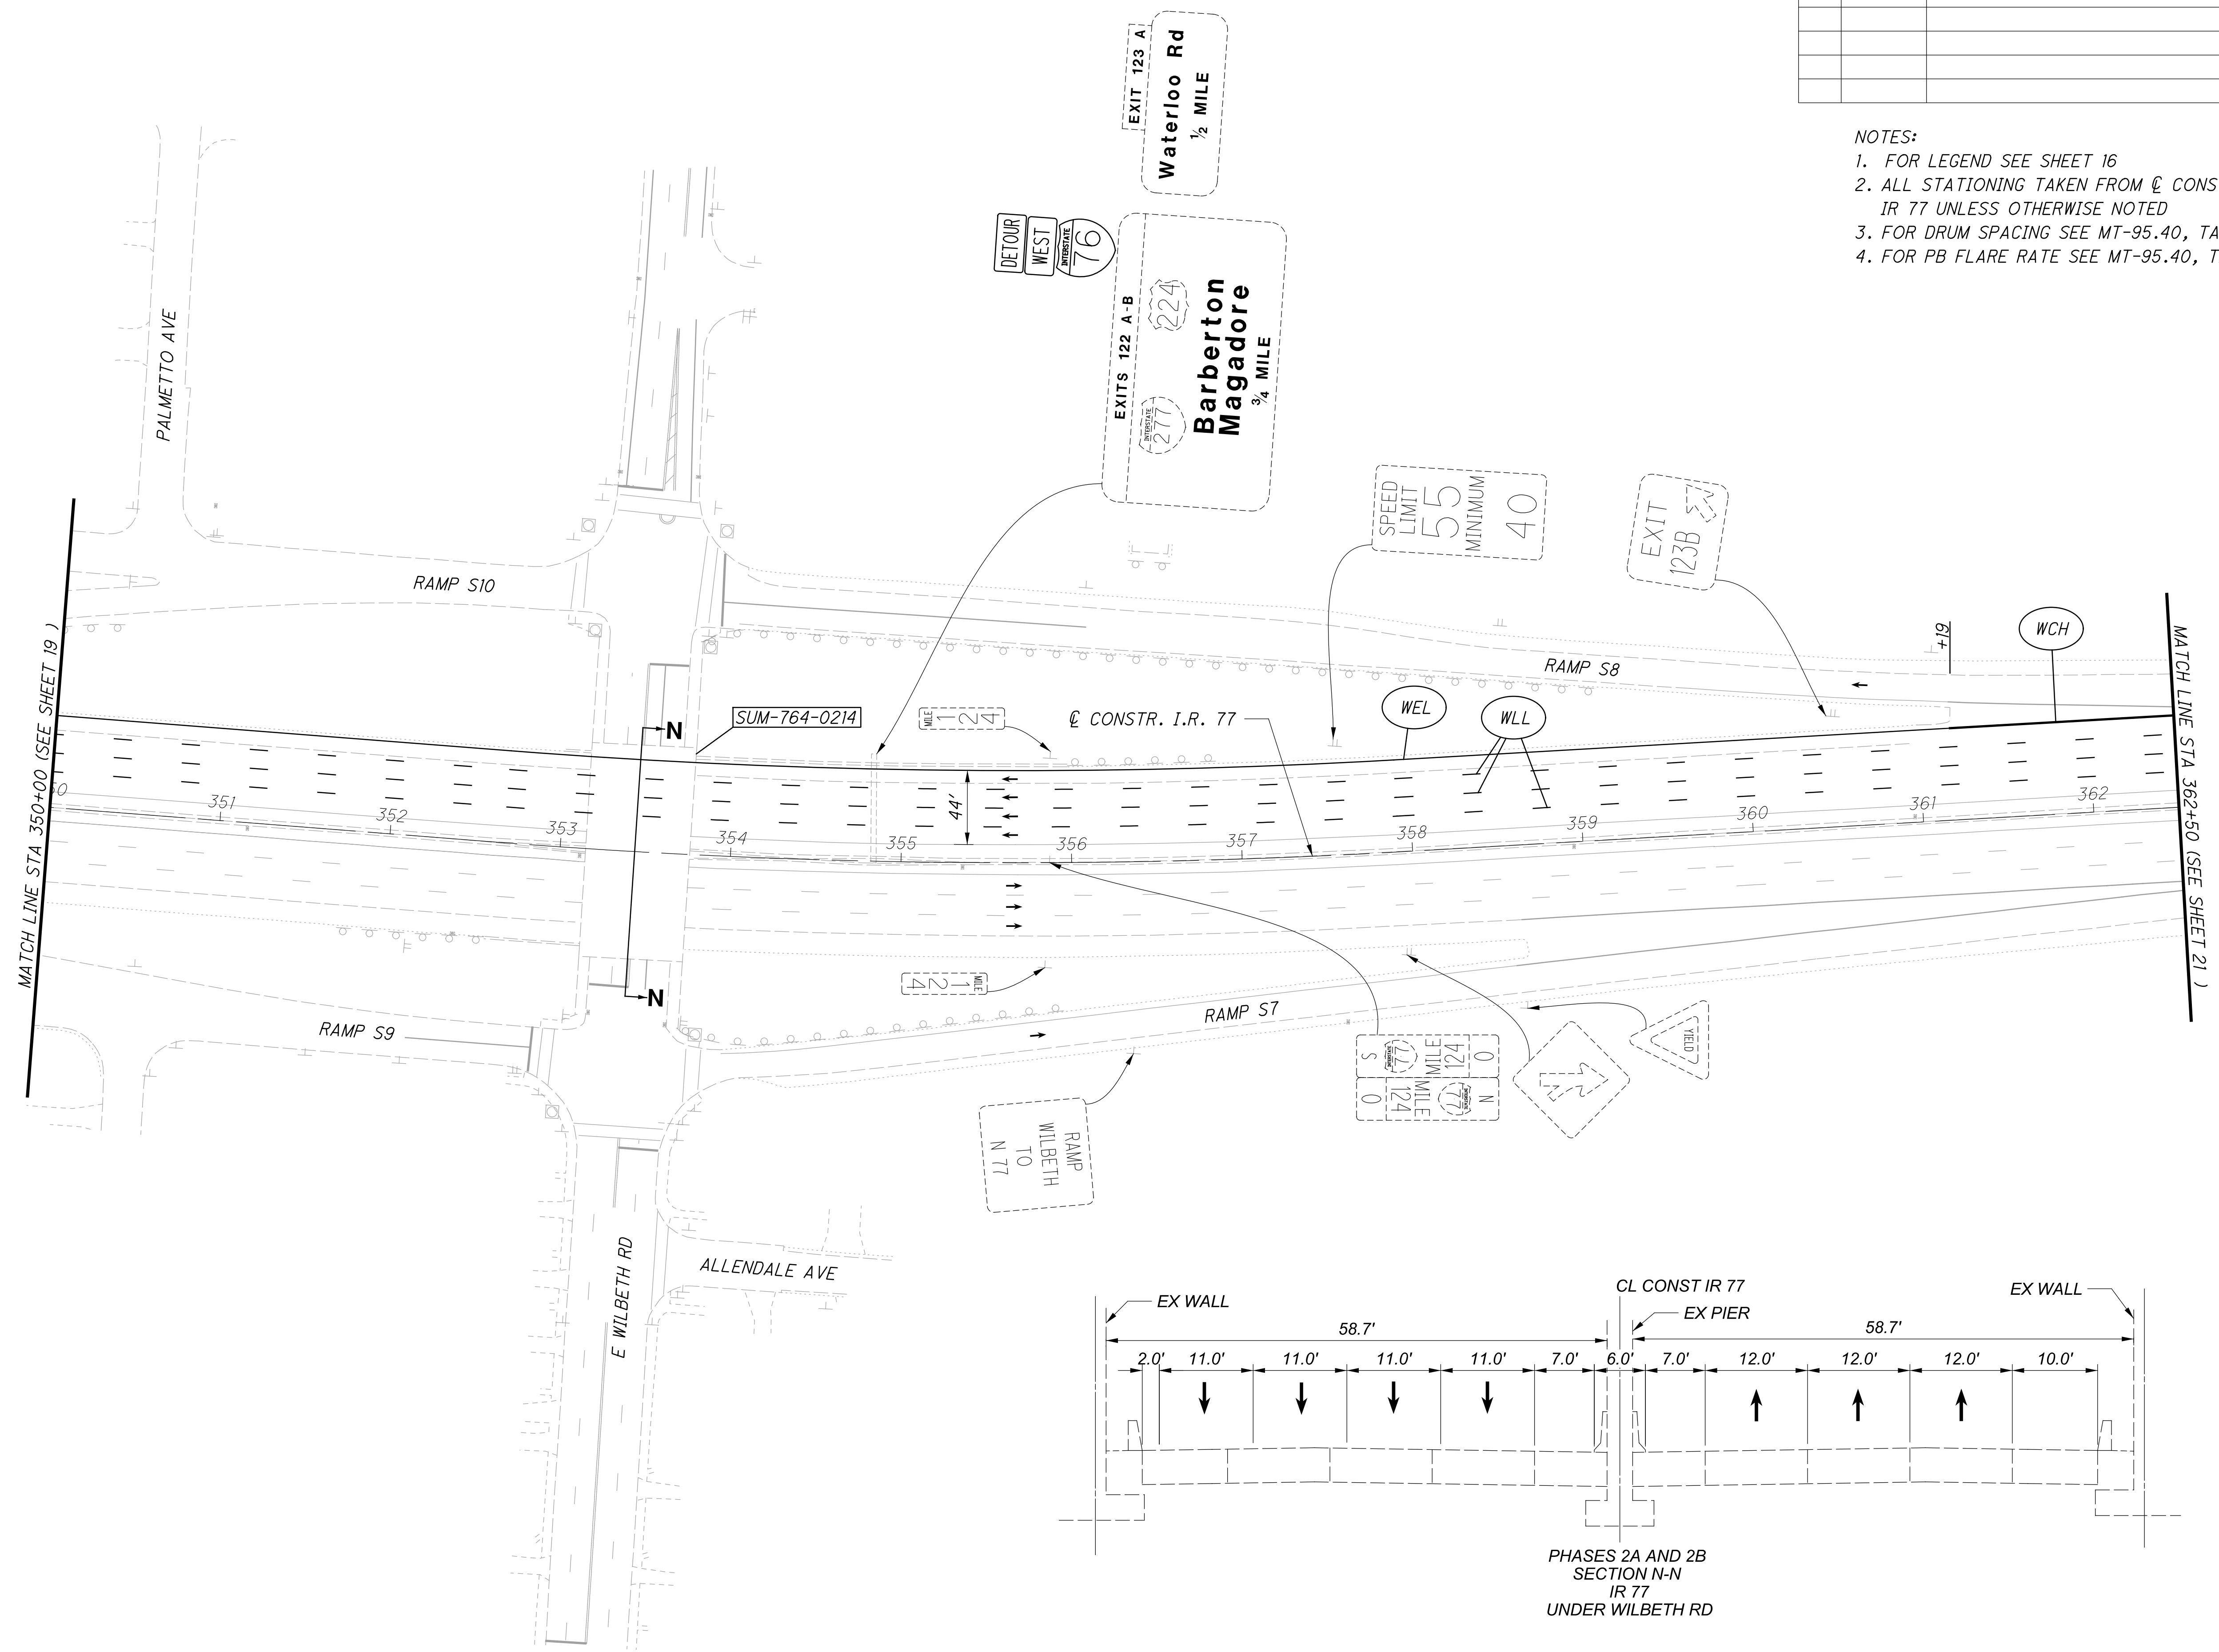 NOTES:
1. FOR LEGEND SEE SHEET 16
2. ALL STATIONING TAKEN FROM ℄ CONS
IR 77 UNLESS OTHERWISE NOTED
3. FOR DRUM SPACING SEE MT-95.40, TA
4. FOR PB FLARE RATE SEE MT-95.40, T
EXIT 123 A
Waterloo Rd
½ MILE
DETOUR
WEST
INTERSTATE
76
EXITS 122 A-B
INTERSTATE
277
224
Barberton
Magadore
¾ MILE
SPEED
LIMIT
55
MINIMUM
40
EXIT
123B
PALMETTO AVE
RAMP S10
MATCH LINE STA 350+00 (SEE SHEET 19 )
+19
WCH
RAMP S8
MATCH LINE STA 362+50 (SEE SHEET 21 )
SUM-764-0214
MILE
124
℄ CONSTR. I.R. 77
WEL
WLL
N
44'
50
351
352
353
354
355
356
357
358
359
360
361
362
N
MILE
124
RAMP S9
RAMP S7
RAMP
WILBETH
TO
N 77
S
INTERSTATE
77
MILE
124
0
N
INTERSTATE
77
MILE
124
0
YIELD
E WILBETH RD
ALLENDALE AVE
CL CONST IR 77
EX WALL
EX PIER
EX WALL
58.7'
58.7'
2.0' 11.0' 11.0' 11.0' 11.0' 7.0' 6.0' 7.0' 12.0' 12.0' 12.0' 10.0'
PHASES 2A AND 2B
SECTION N-N
IR 77
UNDER WILBETH RD